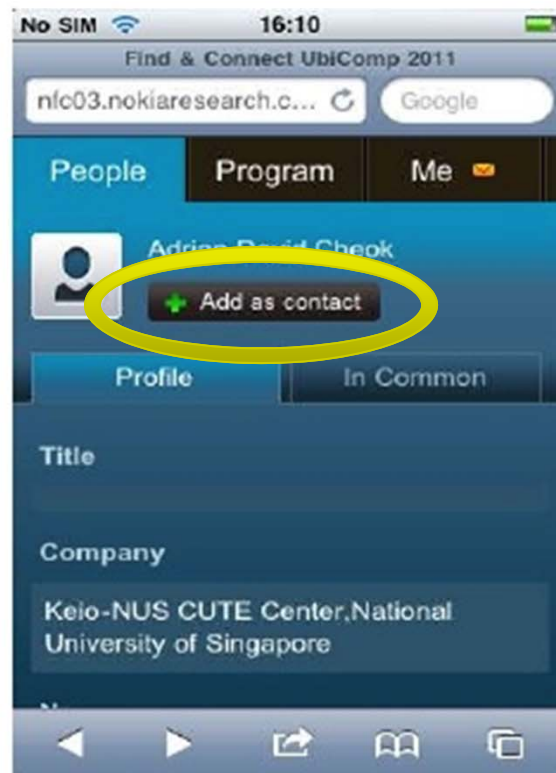 No SIM 16:10
Find & Connect UbiComp 2011
nfc03.nokiaresearch.c... Google
People Program Me
Adrian David Cheok
Add as contact
Profile In Common
Title
Company
Keio-NUS CUTE Center,National
University of Singapore